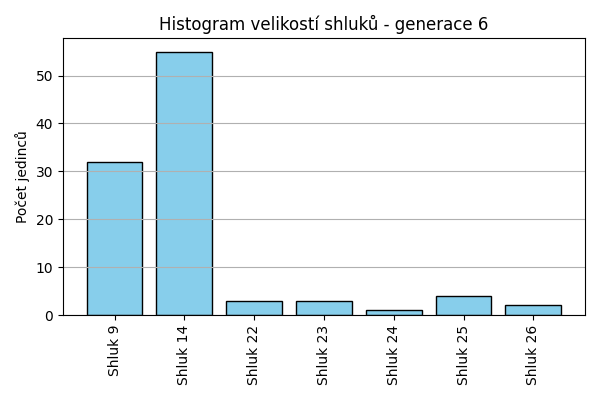 Histogram velikostí shluků - generace 6
Počet jedinců
50
40
30
20
10
0
Shluk 9
Shluk 14
Shluk 22
Shluk 23
Shluk 24
Shluk 25
Shluk 26